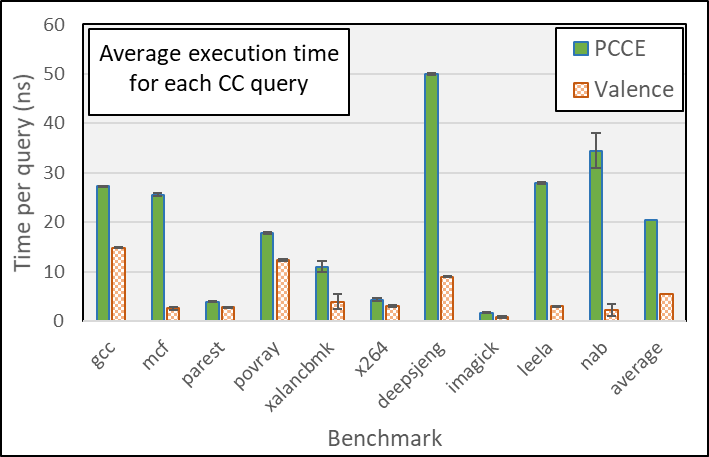 Average execution time
for each CC query
PCCE
Valence
Time per query (ns)
60
50
40
30
20
10
0
gcc
mcf
parest
povray
xalancbmk
x264
deepsjeng
imagick
leela
nab
average
Benchmark